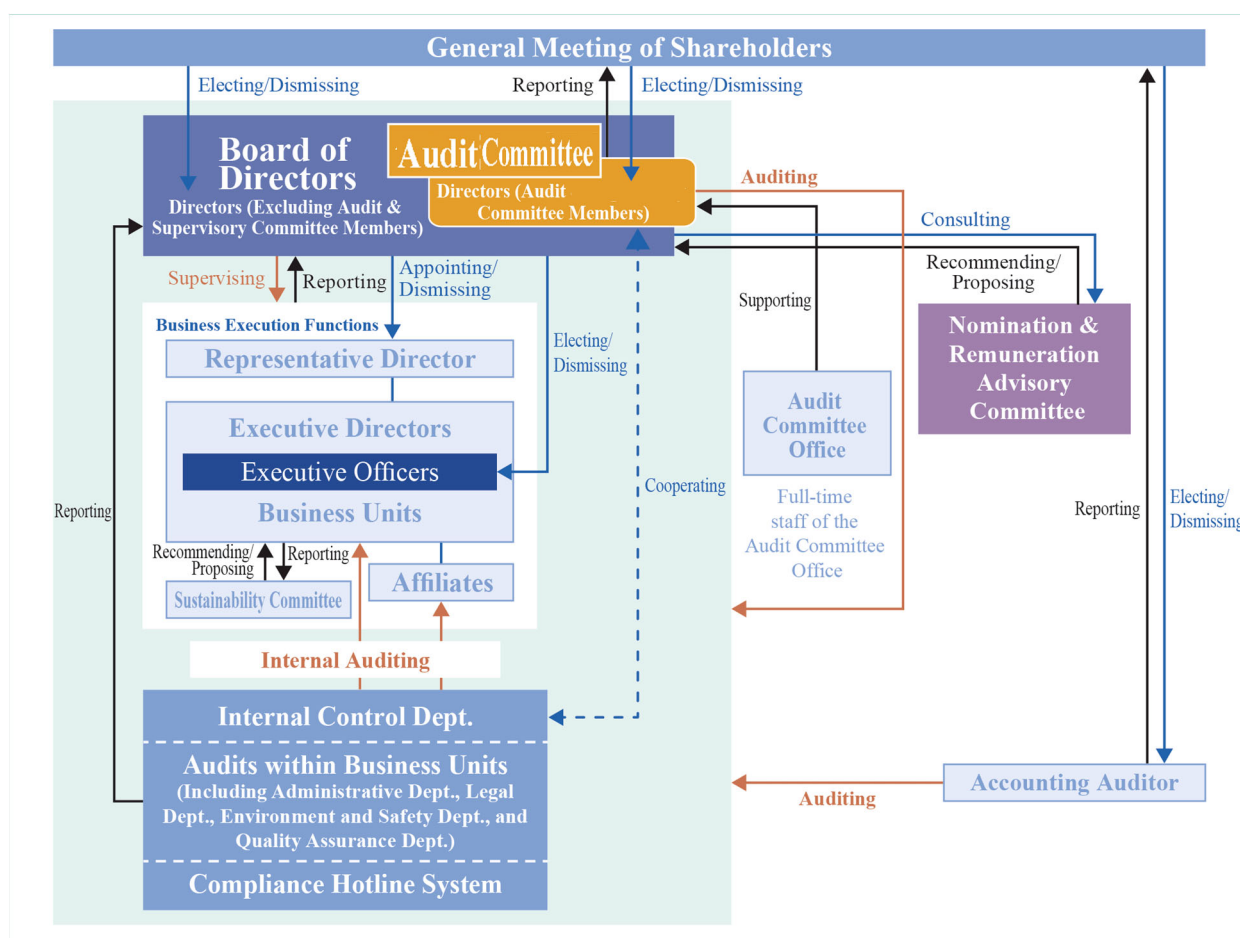 General Meeting of Shareholders
Electing/Dismissing
Reporting
Electing/Dismissing
Board of
Directors
Directors (Excluding Audit &
Supervisory Committee Members)
Audit Committee
Directors (Audit
Committee Members)
Auditing
Consulting
Supervising
Reporting
Appointing/
Dismissing
Recommending/
Proposing
Supporting
Business Execution Functions
Representative Director
Electing/
Dismissing
Nomination &
Remuneration
Advisory
Committee
Executive Directors
Executive Officers
Business Units
Audit
Committee
Office
Full-time
staff of the
Audit Committee
Office
Cooperating
Reporting
Reporting
Electing/
Dismissing
Recommending/
Proposing
Reporting
Sustainability Committee
Affiliates
Internal Auditing
Internal Control Dept.
Audits within Business Units
(Including Administrative Dept., Legal
Dept., Environment and Safety Dept., and
Quality Assurance Dept.)
Compliance Hotline System
Auditing
Accounting Auditor